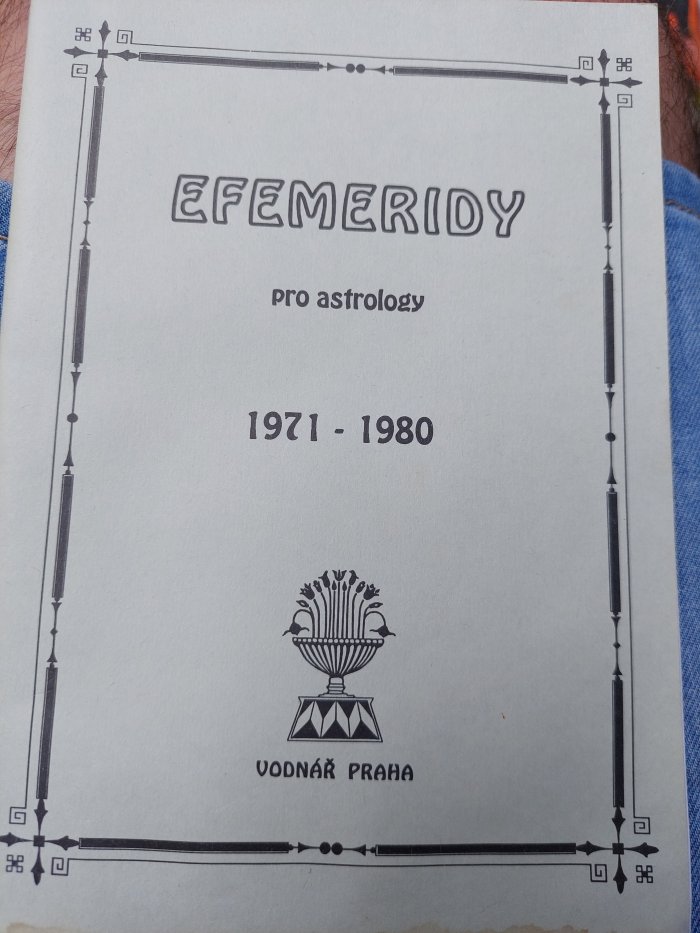 EFEMERIDY
pro astrology
1971 - 1980
VODNÁŘ PRAHA